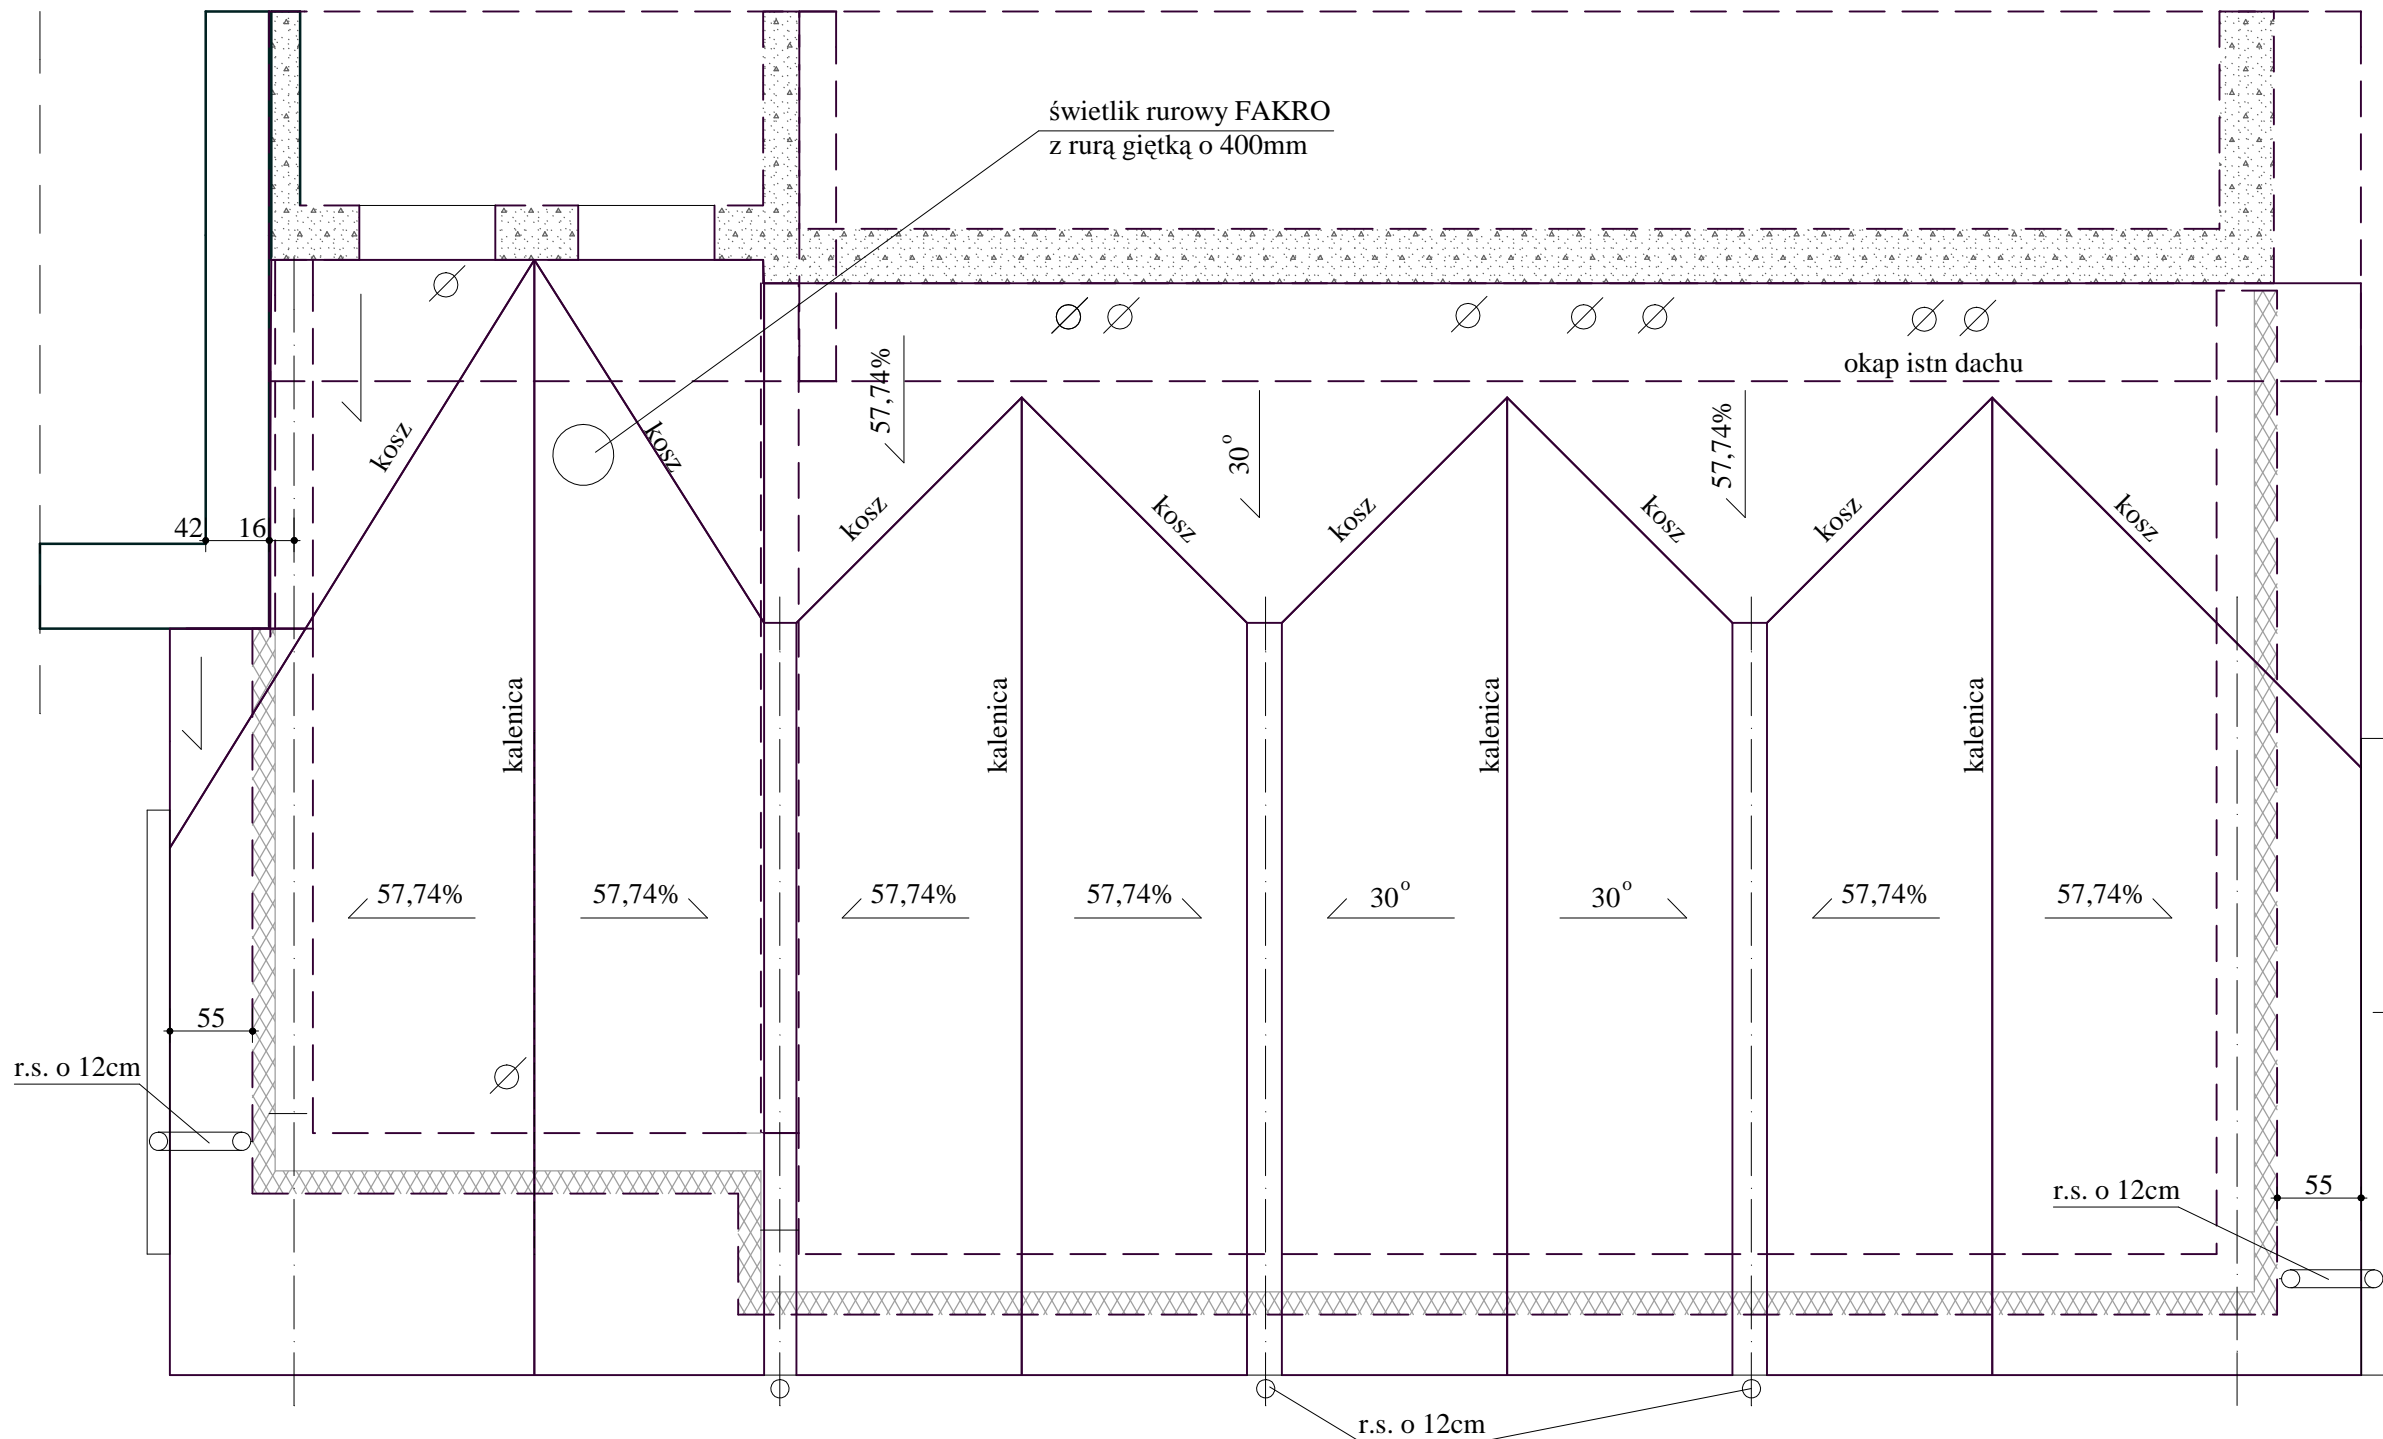 świetlik rurowy FAKRO
z rurą giętką o 400mm
okap istn dachu
57,74%
30°
57,74%
kosz
kosz
kosz
kosz
kosz
kosz
kosz
kosz
42 16
kalenica
kalenica
kalenica
kalenica
57,74%
57,74%
57,74%
57,74%
30°
30°
57,74%
57,74%
55
r.s. o 12cm
r.s. o 12cm
55
r.s. o 12cm